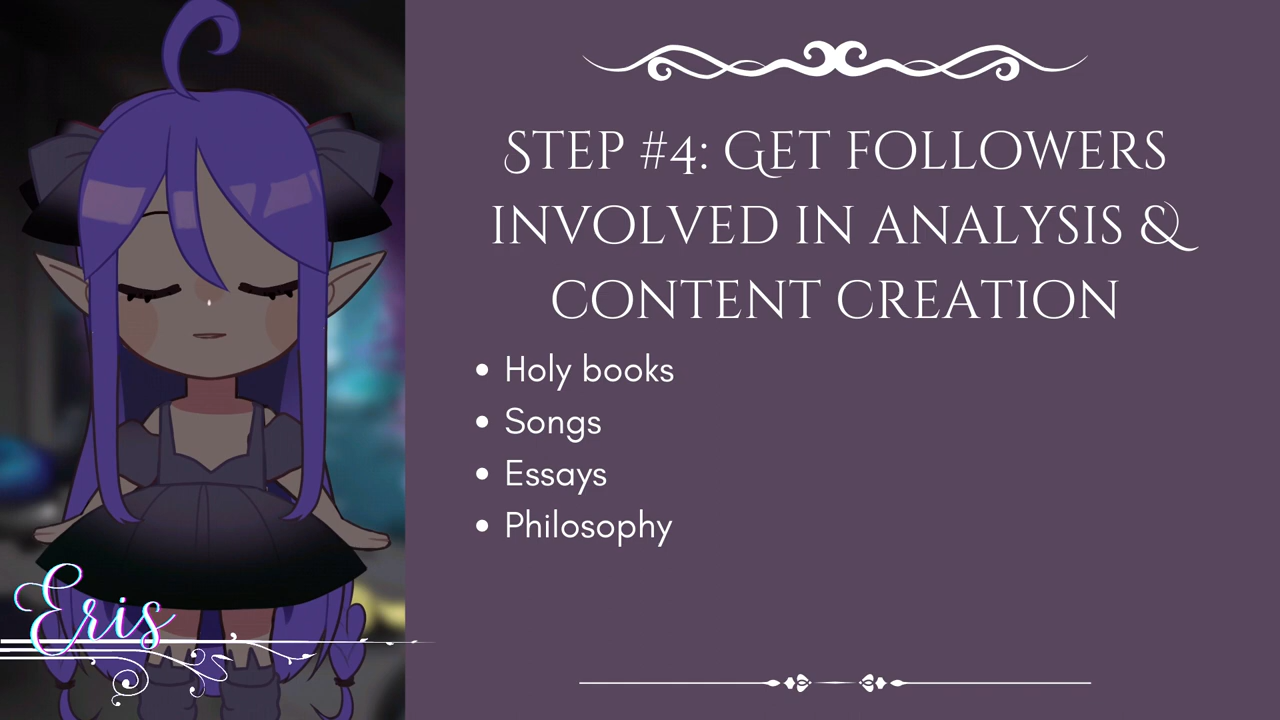 Step #4: Get followers
involved in analysis &
content creation
• Holy books
• Songs
• Essays
• Philosophy
Eris